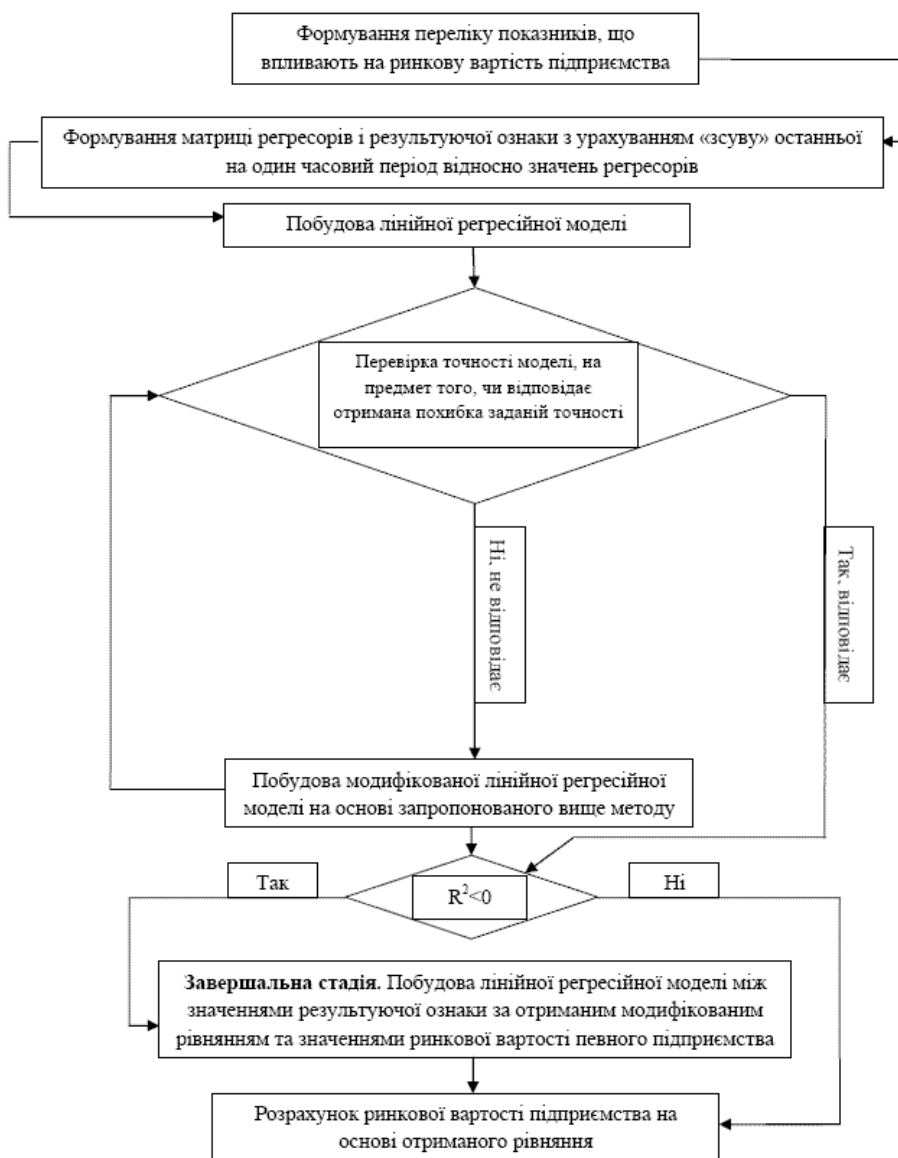 Формування переліку показників, що
впливають на ринкову вартість підприємства
Формування матриці регресорів і результуючої ознаки з урахуванням «зсуву» останньої
на один часовий період відносно значень регресорів
Побудова лінійної регресійної моделі
Перевірка точності моделі, на
предмет того, чи відповідає
отримана похибка заданій точності
Ні, не відповідає
Так, відповідає
Побудова модифікованої лінійної регресійної
моделі на основі запропонованого вище методу
Так
R²<0
Ні
Завершальна стадія. Побудова лінійної регресійної моделі між
значеннями результуючої ознаки за отриманим модифікованим
рівнянням та значеннями ринкової вартості певного підприємства
Розрахунок ринкової вартості підприємства на
основі отриманого рівняння